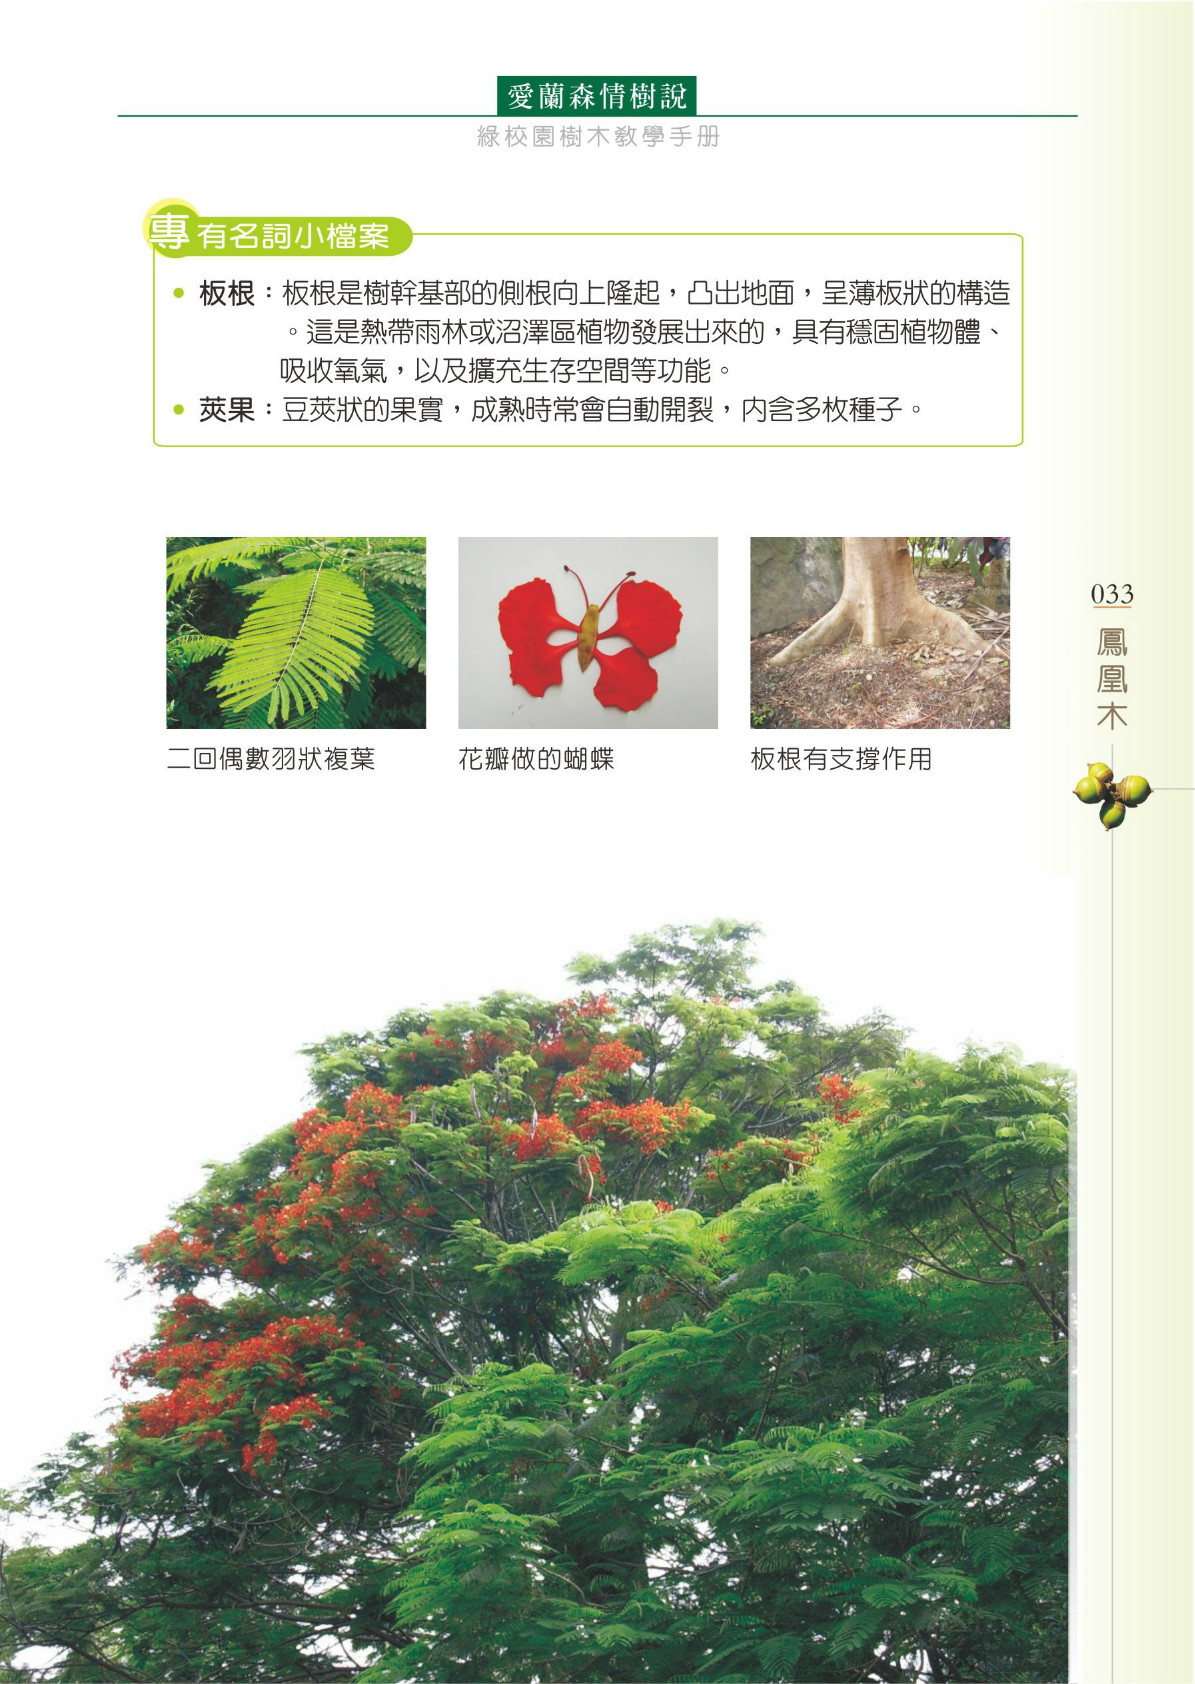 愛蘭森情樹說
綠校園樹木教學手冊
專有名詞小檔案
板根：板根是樹幹基部的側根向上隆起，凸出地面，呈薄板狀的構造
。這是熱帶雨林或沼澤區植物發展出來的，具有穩固植物體、
吸收氧氣，以及擴充生存空間等功能。
莢果：豆莢狀的果實，成熟時常會自動開裂，內含多枚種子。
二回偶數羽狀複葉
花瓣做的蝴蝶
板根有支撐作用
033
鳳凰木